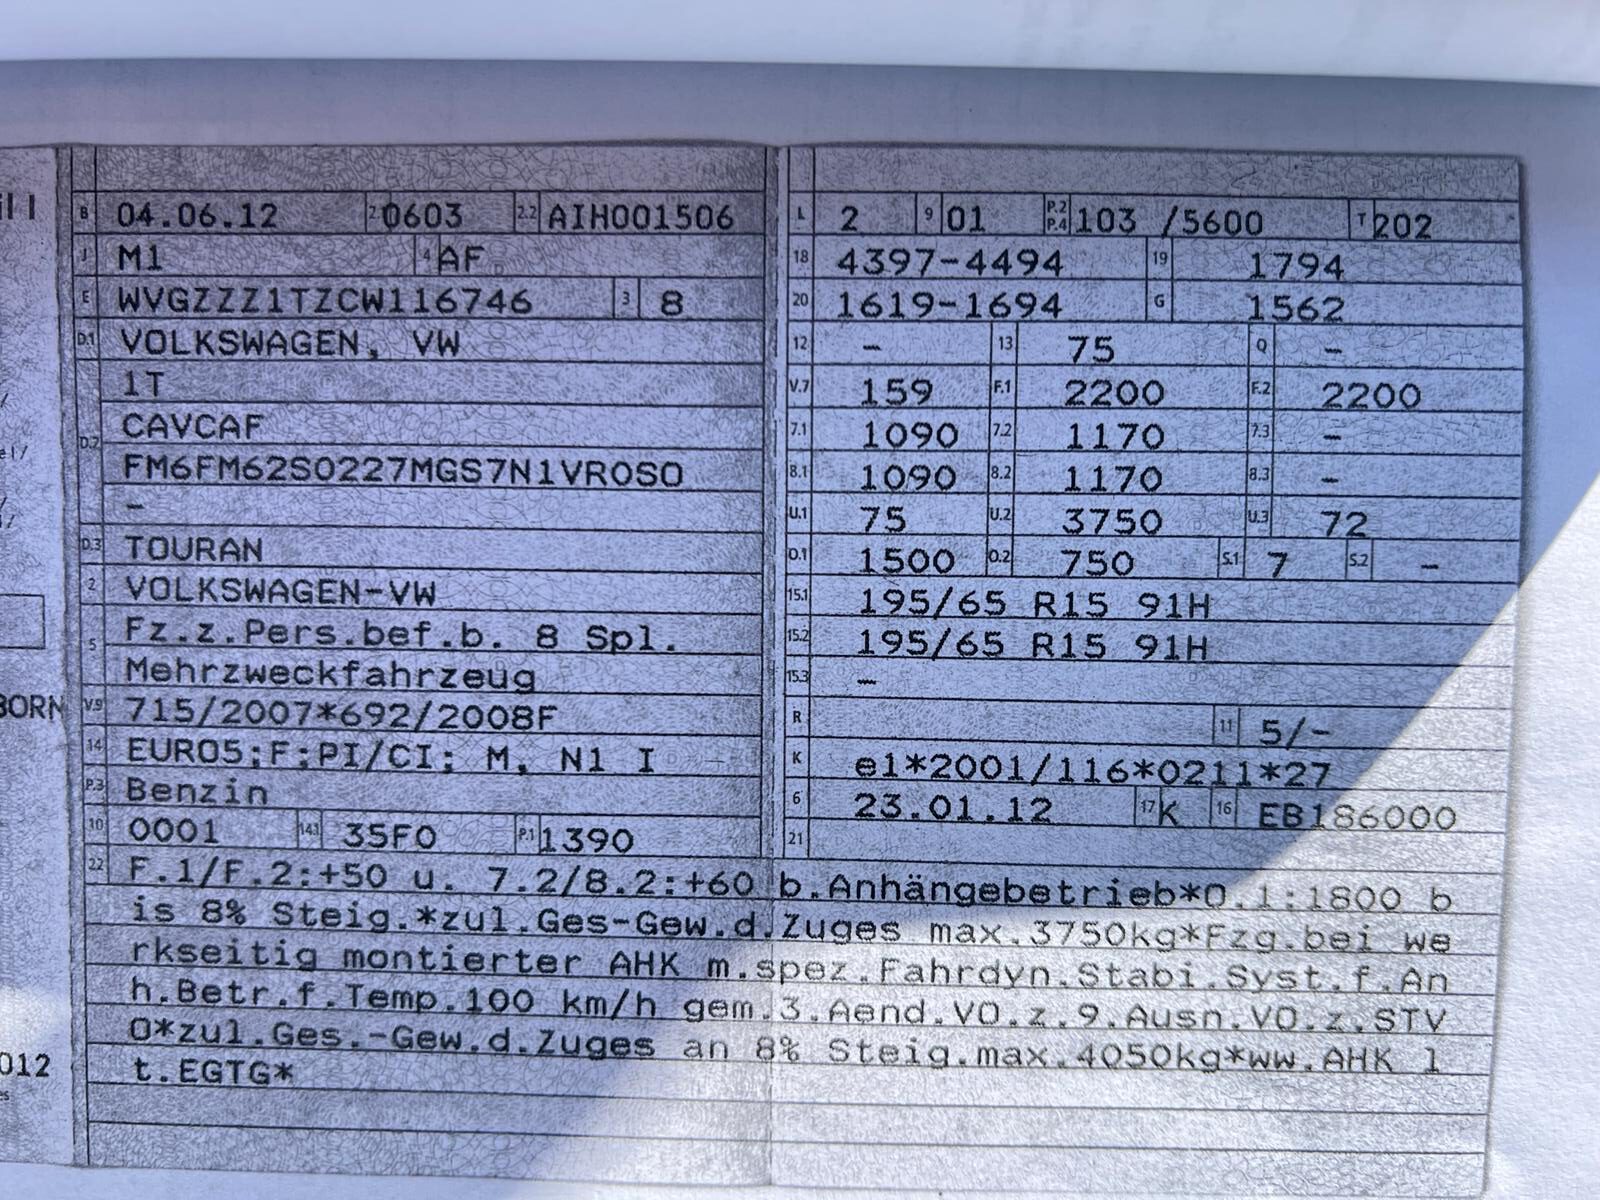 il I
B 04.06.12 2.1 0603 2.2 AIH001506
J M1 4 AF
E WVGZZZ1TZCW116746 3 8
D.1 VOLKSWAGEN, VW
D.2 1T
CAVCAF
FM6FM62S0227MGS7N1VR0S0
–
D.3 TOURAN
2 VOLKSWAGEN-VW
5 Fz.z.Pers.bef.b. 8 Spl.
Mehrzweckfahrzeug
BORN
V.9 715/2007*692/2008F
14 EURO5;F;PI/CI; M, N1 I
P.3 Benzin
10 0001 14.1 35F0 P.1 1390
L 2 9 01 P.2 P.4 103 /5600 T 202
18 4397-4494 19 1794
20 1619-1694 G 1562
12 – 13 75 Q –
V.7 159 F.1 2200 F.2 2200
7.1 1090 7.2 1170 7.3 –
8.1 1090 8.2 1170 8.3 –
U.1 75 U.2 3750 U.3 72
O.1 1500 O.2 750 S.1 7 S.2 –
15.1 195/65 R15 91H
15.2 195/65 R15 91H
15.3 –
R 11 5/-
K e1*2001/116*0211*27
6 23.01.12 17 K 16 EB186000
21
22 F.1/F.2:+50 u. 7.2/8.2:+60 b.Anhängebetrieb*O.1:1800 b
is 8% Steig.*zul.Ges-Gew.d.Zuges max.3750kg*Fzg.bei we
rkseitig montierter AHK m.spez.Fahrdyn.Stabi.Syst.f.An
h.Betr.f.Temp.100 km/h gem.3.Aend.VO.z.9.Ausn.VO.z.STV
O*zul.Ges.-Gew.d.Zuges an 8% Steig.max.4050kg*ww.AHK l
t.EGTG*
012